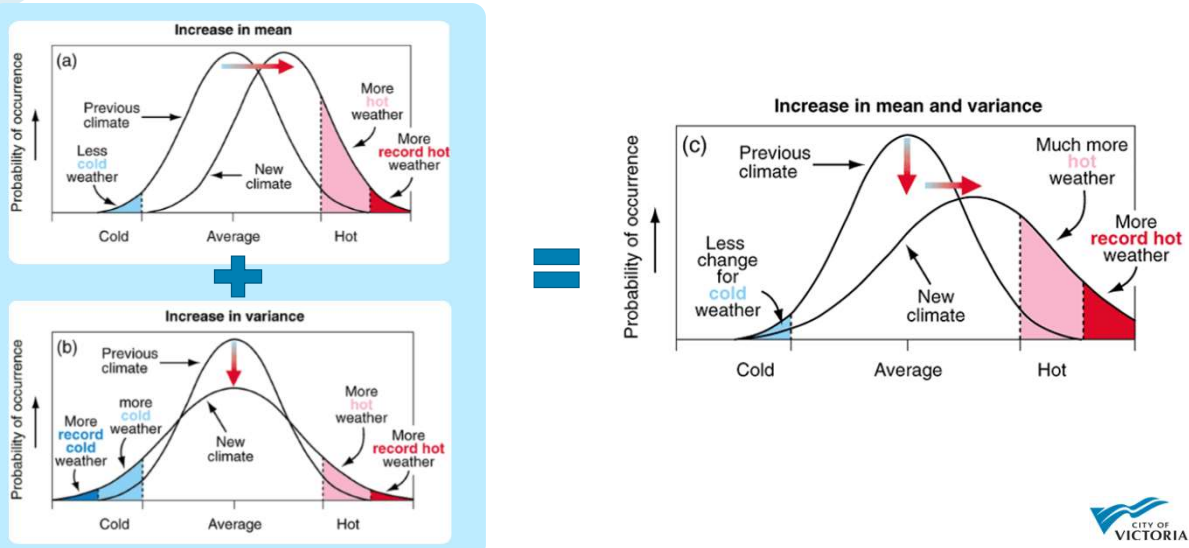 Increase in mean
(a)
Probability of occurrence
Previous
climate
Less
cold
weather
New
climate
More
hot
weather
More
record hot
weather
Cold
Average
Hot
Increase in variance
(b)
Probability of occurrence
Previous
climate
More
record
cold
weather
more
cold
weather
New
climate
More
hot
weather
More
record hot
weather
Cold
Average
Hot
Increase in mean and variance
(c)
Probability of occurrence
Previous
climate
Less
change
for
cold
weather
New
climate
Much more
hot
weather
More
record hot
weather
Cold
Average
Hot
CITY OF
VICTORIA